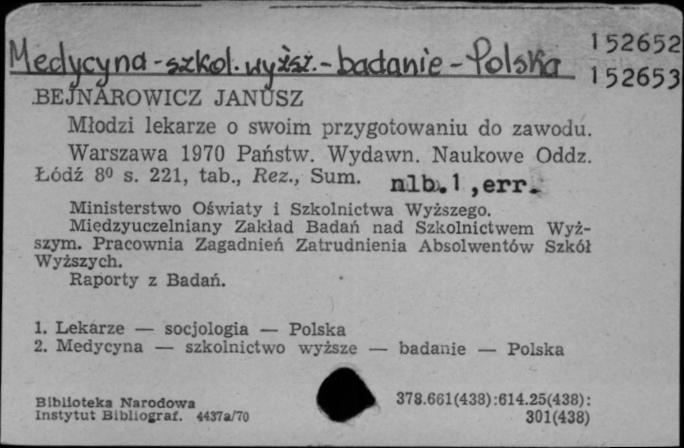 Medycyna - szkol. wyższ. - badanie - Polska
152652
152653
BEJNAROWICZ JANUSZ
Młodzi lekarze o swoim przygotowaniu do zawodu.
Warszawa 1970 Państw. Wydawn. Naukowe Oddz.
Łódź 8⁰ s. 221, tab., Rez., Sum. nlb.1 ,err.
Ministerstwo Oświaty i Szkolnictwa Wyższego.
Międzyuczelniany Zakład Badań nad Szkolnictwem Wyż-
szym. Pracownia Zagadnień Zatrudnienia Absolwentów Szkół
Wyższych.
Raporty z Badań.
1. Lekarze — socjologia — Polska
2. Medycyna — szkolnictwo wyższe — badanie — Polska
Biblioteka Narodowa
Instytut Bibliograf. 4437a/70
378.661(438):614.25(438):
301(438)